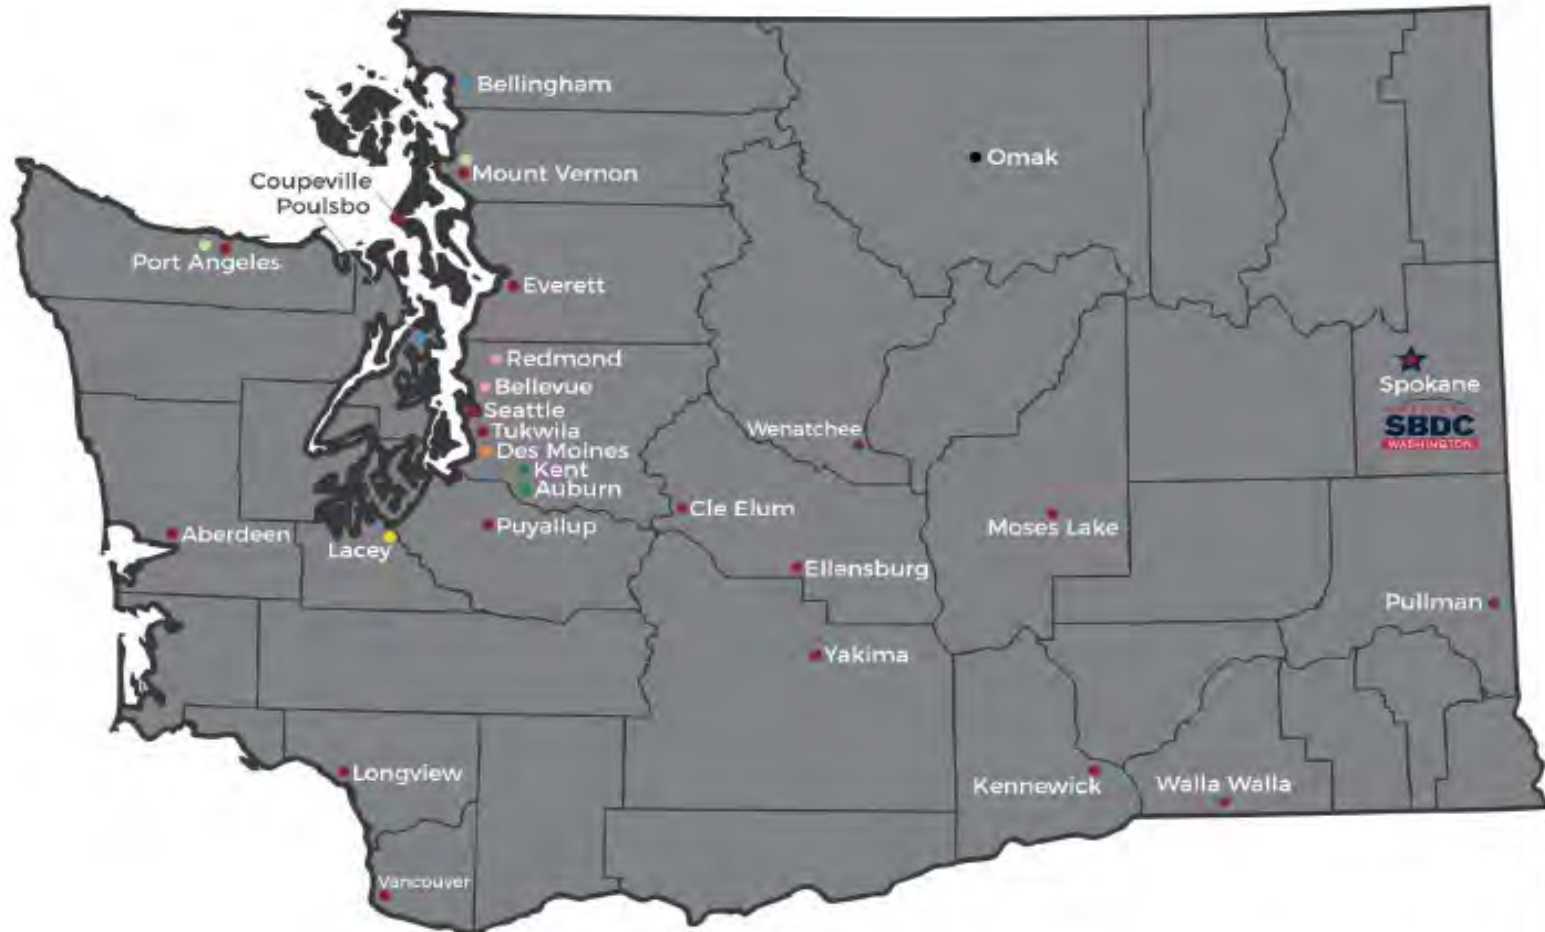 Bellingham
Omak
Mount Vernon
Coupeville
Poulsbo
Port Angeles
Everett
Redmond
Bellevue
Seattle
Tukwila
Des Moines
Kent
Auburn
Wenatchee
Spokane
SBDC
WASHINGTON
Cle Elum
Moses Lake
Puyallup
Aberdeen
Lacey
Ellensburg
Pullman
Yakima
Longview
Kennewick
Walla Walla
Vancouver